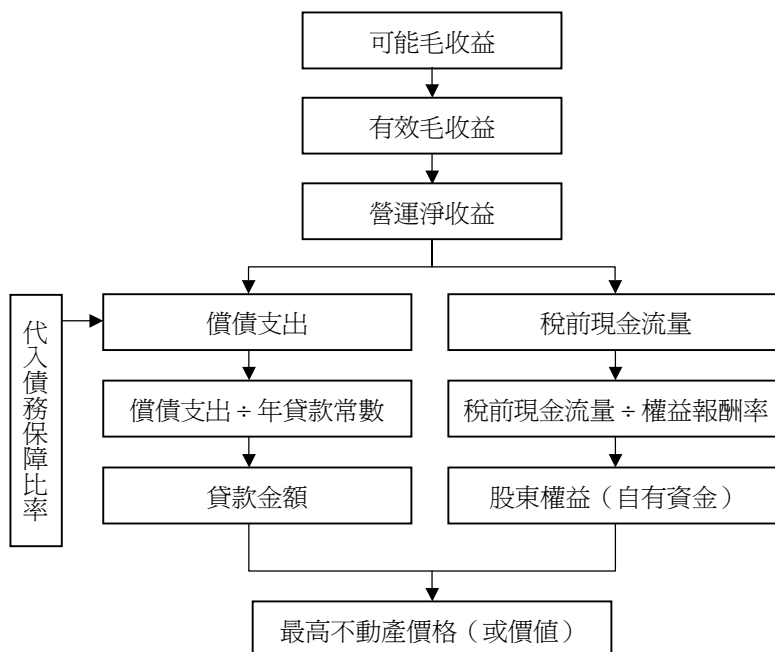 可能毛收益
有效毛收益
營運淨收益
代入債務保障比率
償債支出
稅前現金流量
償債支出÷年貸款常數
稅前現金流量÷權益報酬率
貸款金額
股東權益（自有資金）
最高不動產價格（或價值）